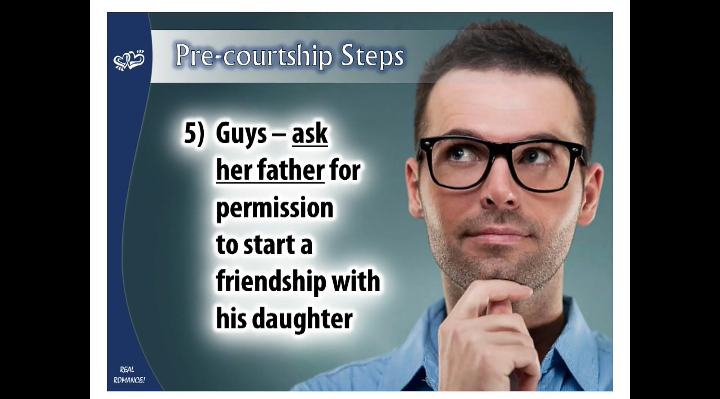 Pre-courtship Steps
5) Guys – ask
her father for
permission
to start a
friendship with
his daughter
REAL
ROMANCE!